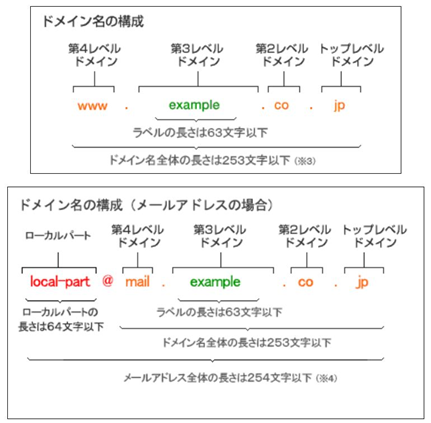 ドメイン名の構成
第4レベル 第3レベル 第2レベル トップレベル
ドメイン ドメイン ドメイン ドメイン
www . example . co . jp
ラベルの長さは63文字以下
ドメイン名全体の長さは253文字以下(※3)
ドメイン名の構成(メールアドレスの場合)
ローカルパート 第4レベル 第3レベル 第2レベル トップレベル
ドメイン ドメイン ドメイン ドメイン
local-part @ mail . example . co . jp
ローカルパートの ラベルの長さは63文字以下
長さは64文字以下
ドメイン名全体の長さは253文字以下
メールアドレス全体の長さは254文字以下(※4)